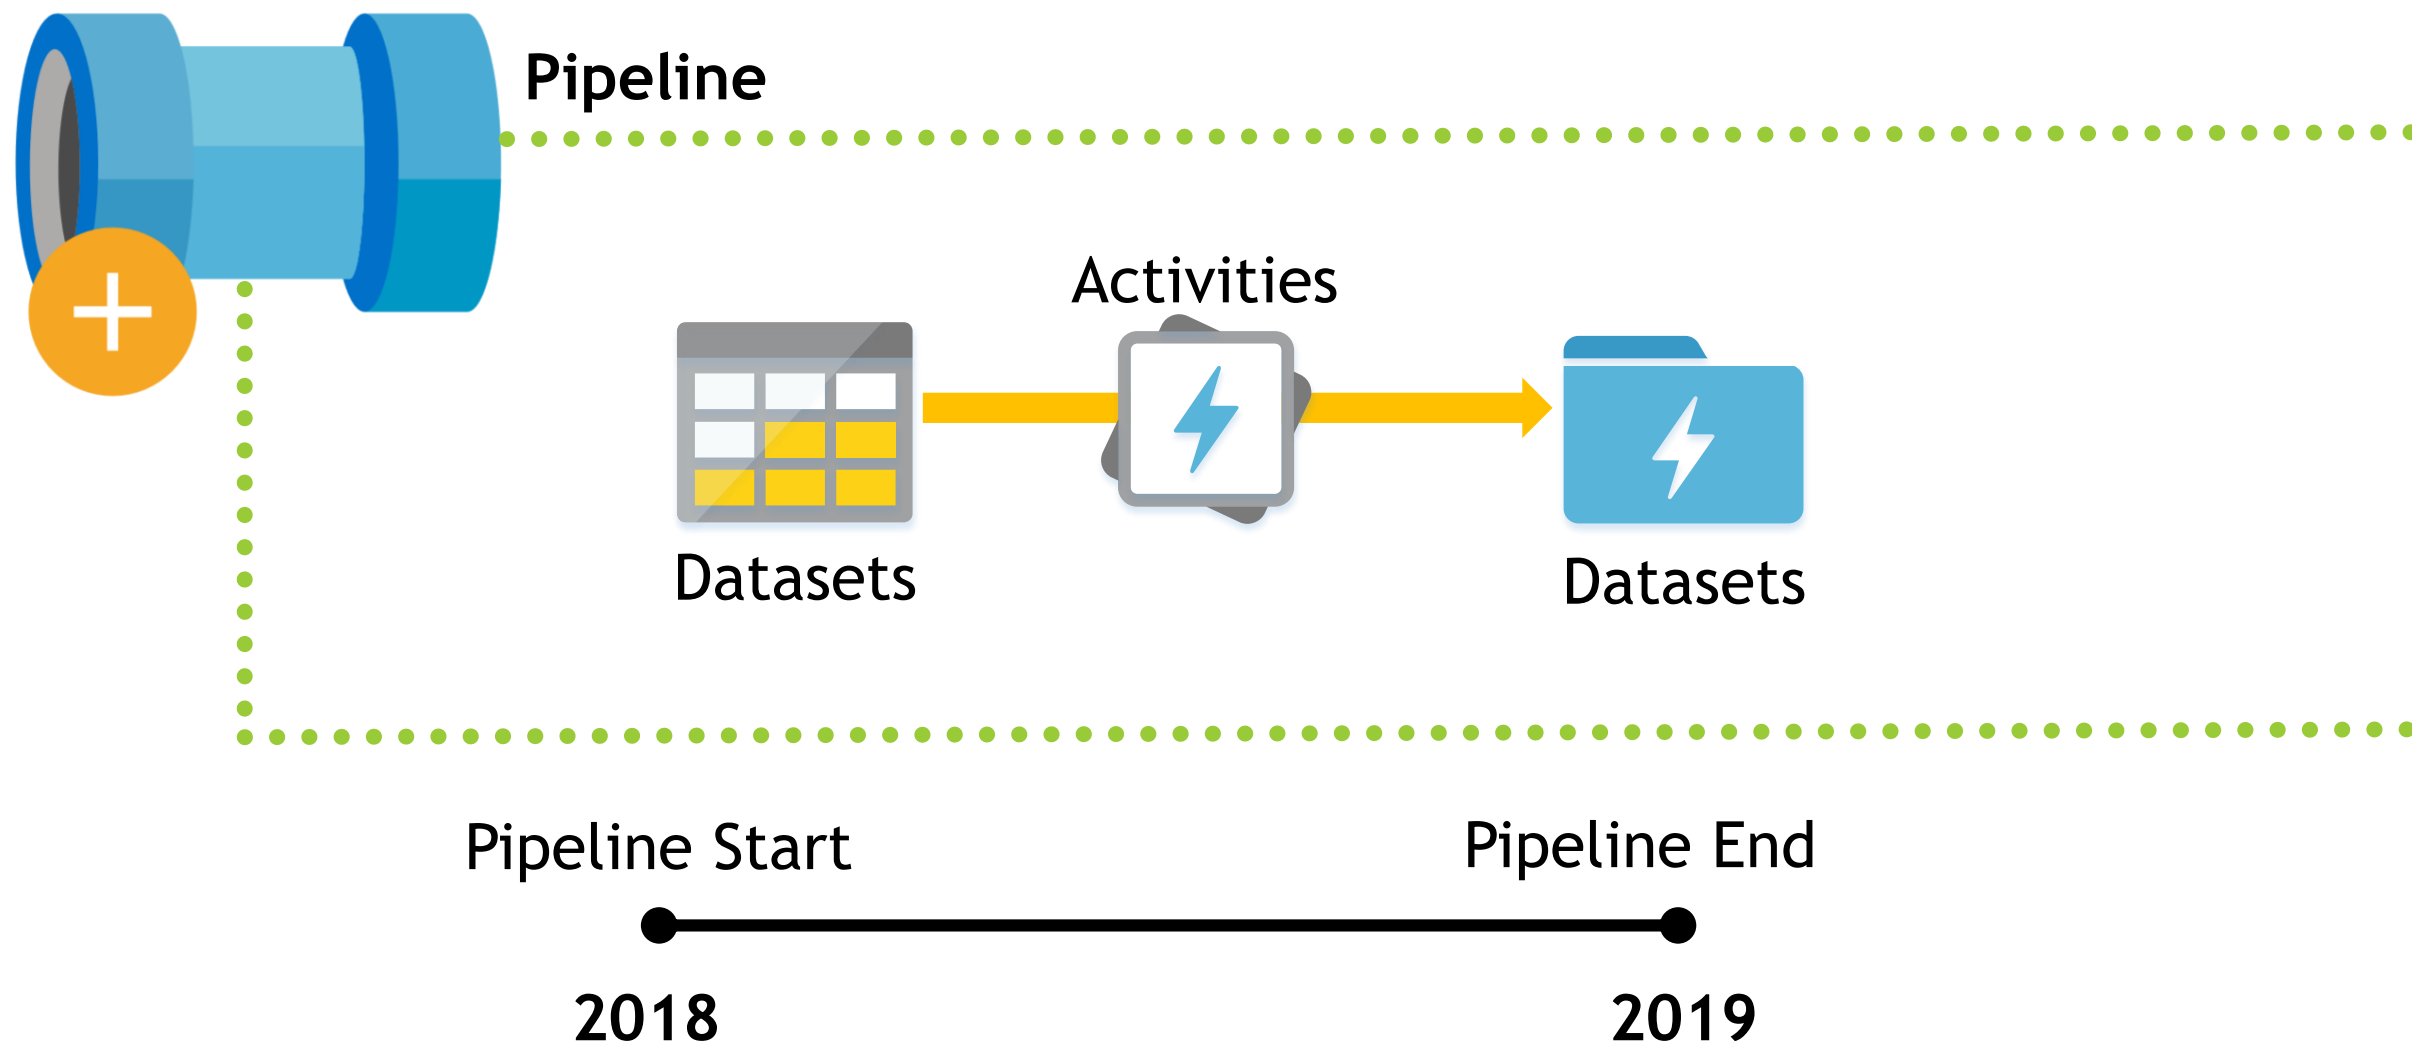 Pipeline
Activities
Datasets
Datasets
Pipeline Start
Pipeline End
2018
2019